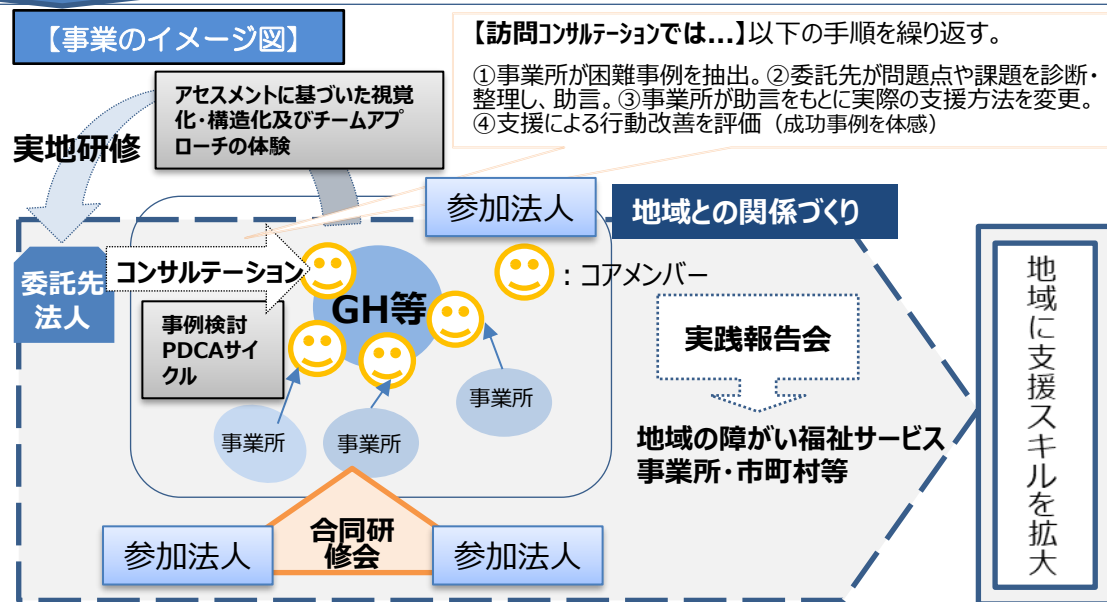 【事業のイメージ図】
【訪問コンサルテーションでは...】以下の手順を繰り返す。
①事業所が困難事例を抽出。②委託先が問題点や課題を診断・
整理し、助言。③事業所が助言をもとに実際の支援方法を変更。
④支援による行動改善を評価（成功事例を体感）
アセスメントに基づいた視覚
化・構造化及びチームアプ
ローチの体験
実地研修
参加法人
地域との関係づくり
委託先
法人
コンサルテーション
：コアメンバー
GH等
事例検討
PDCAサイ
クル
実践報告会
事業所
事業所
事業所
地域の障がい福祉サービス
事業所・市町村等
合同研
修会
参加法人
参加法人
地域に支援スキルを拡大